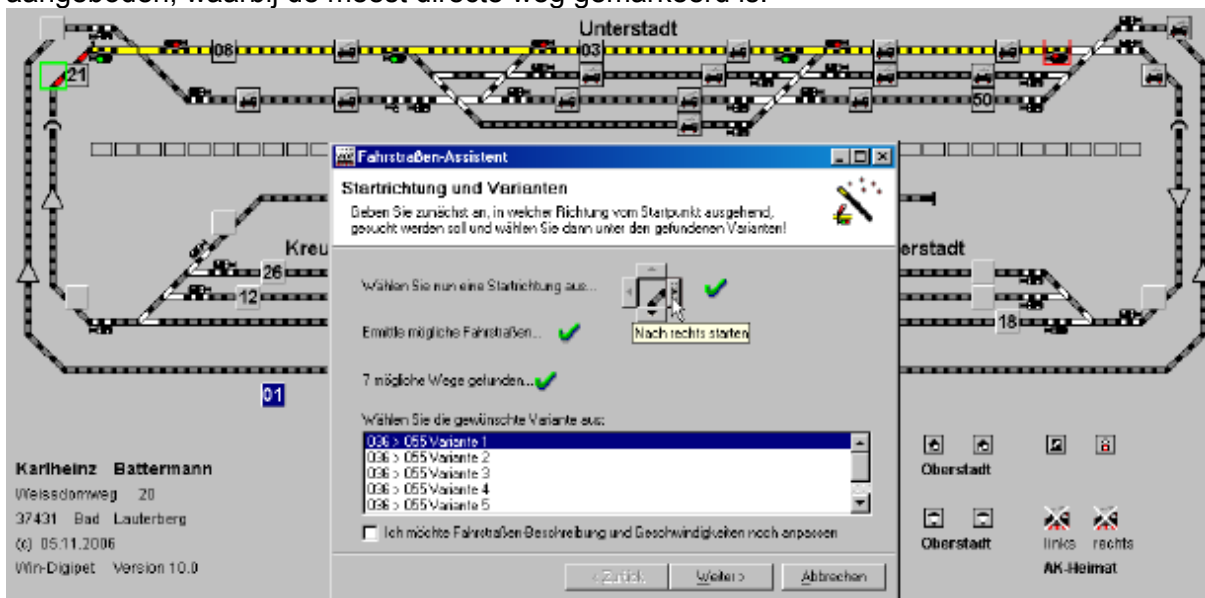 aangeboden, waarbij de meest directe weg gemarkeerd is.
Unterstadt
08
03
21
50
Fahrstraßen-Assistent
Startrichtung und Varianten
Geben Sie zunächst an, in welcher Richtung vom Startpunkt ausgehend,
gesucht werden soll und wählen Sie dann unter den gefundenen Varianten!
Kreu
erstadt
26
Wählen Sie nun eine Startrichtung aus...
12
Ermittle mögliche Fahrstraßen...
Nach rechts starten
18
7 mögliche Wege gefunden...
01
Wählen Sie die gewünschte Variante aus:
036 > 055 Variante 1
036 > 055 Variante 2
036 > 055 Variante 3
036 > 055 Variante 4
036 > 055 Variante 5
Ich möchte Fahrstraßen-Beschreibung und Geschwindigkeiten noch anpassen
< Zurück
Weiter >
Abbrechen
Karlheinz Battermann
Weissdornweg 20
37431 Bad Lauterberg
(c) 05.11.2006
Win-Digipet Version 10.0
Oberstadt
Oberstadt
links rechts
AK-Heimat